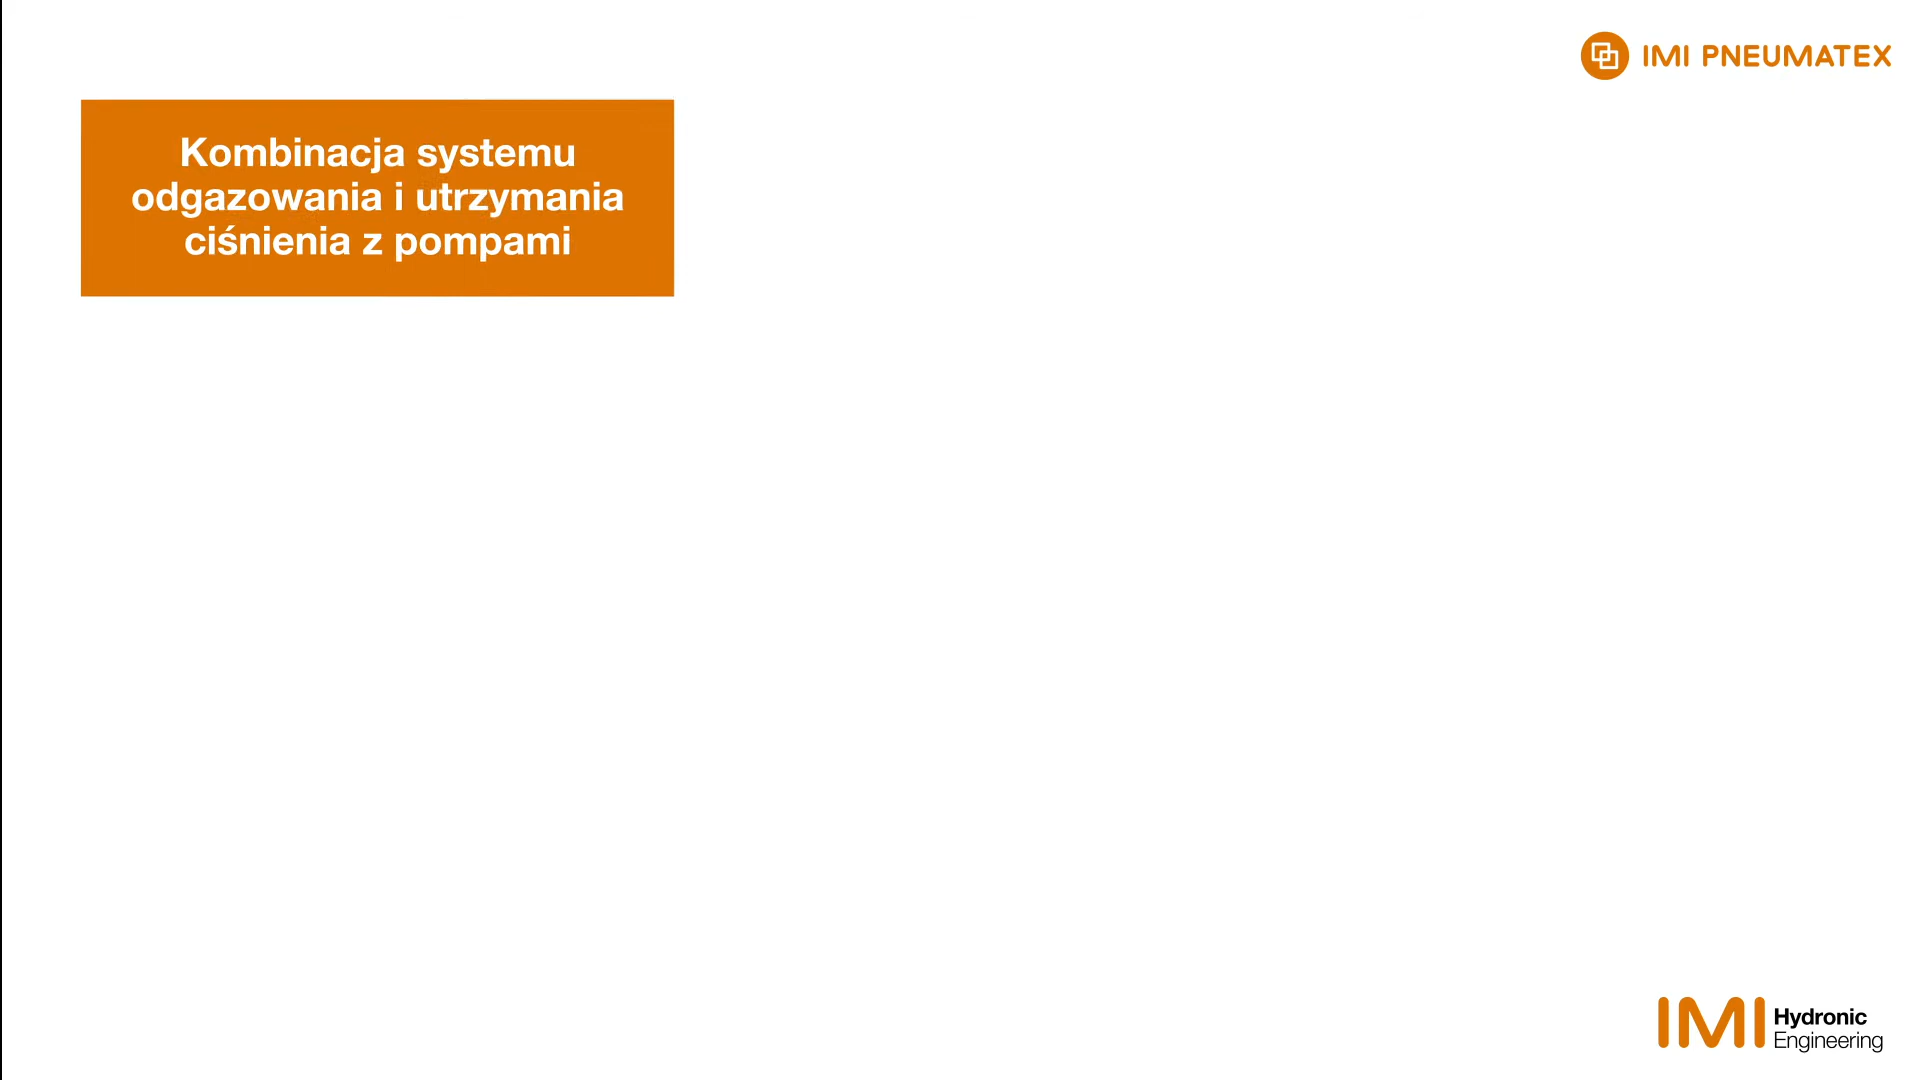 IMI PNEUMATEX
Kombinacja systemu
odgazowania i utrzymania
ciśnienia z pompami
IMI Hydronic
Engineering